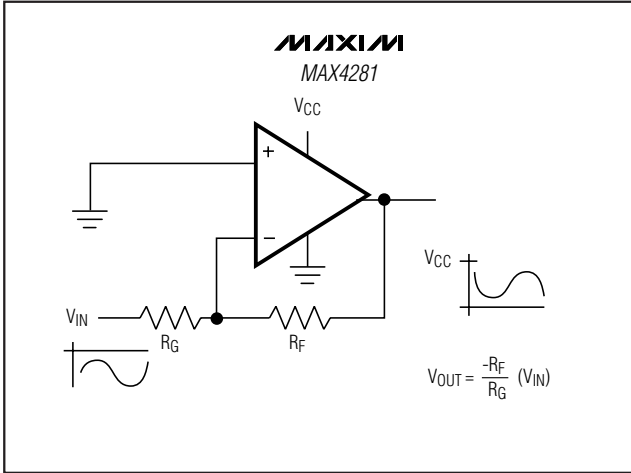 MAXIM
MAX4281
VCC
+
−
VIN
RG
RF
VCC
VOUT = -RF/RG (VIN)